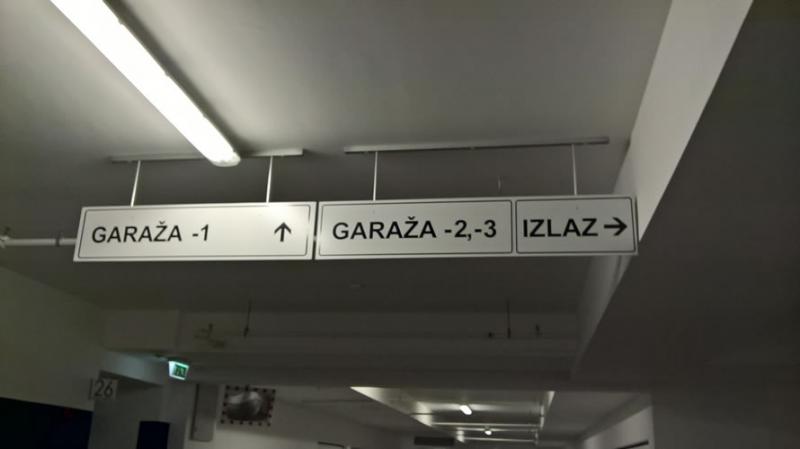 GARAŽA -1 ↑
GARAŽA -2,-3
IZLAZ →
26